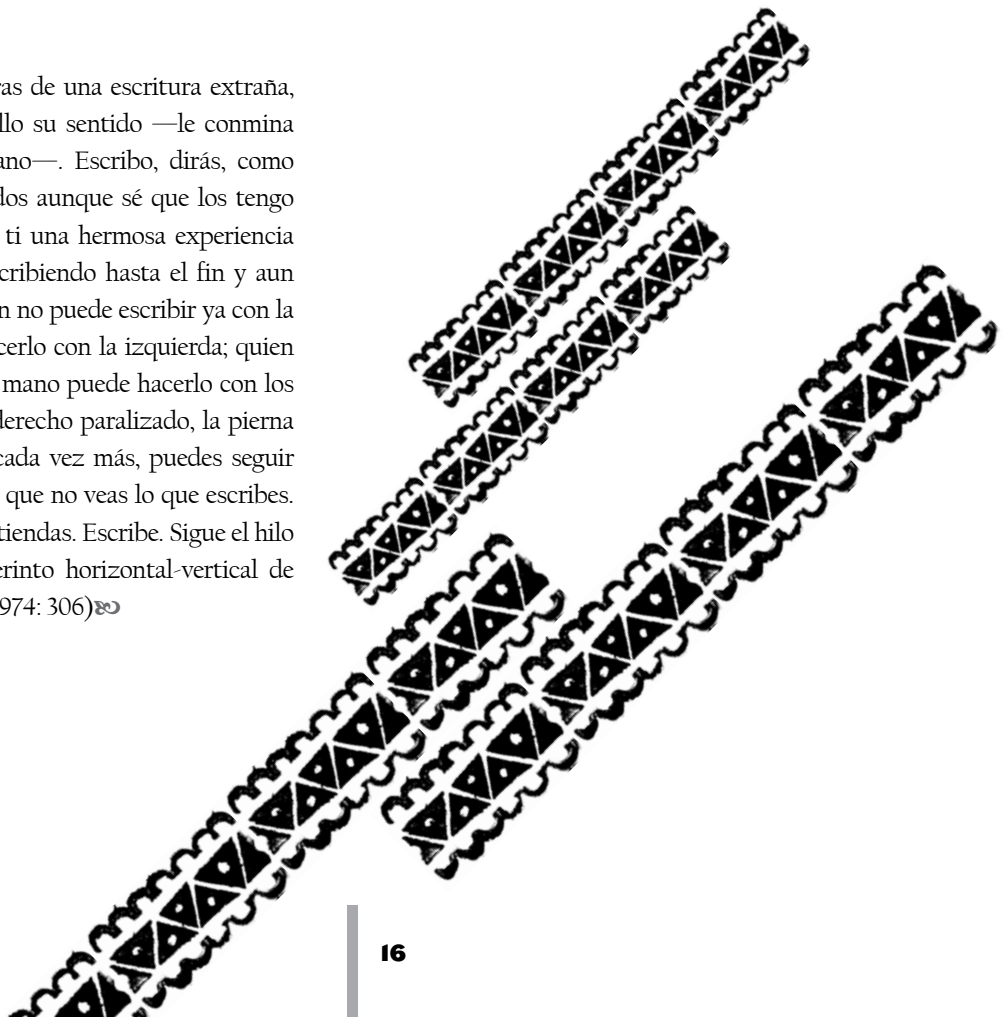 ras de una escritura extraña,
llo su sentido —le conmina
ano—. Escribo, dirás, como
dos aunque sé que los tengo
ti una hermosa experiencia
cribiendo hasta el fin y aun
n no puede escribir ya con la
cerlo con la izquierda; quien
mano puede hacerlo con los
derecho paralizado, la pierna
cada vez más, puedes seguir
que no veas lo que escribes.
tiendas. Escribe. Sigue el hilo
erinto horizontal-vertical de
974: 306)
16